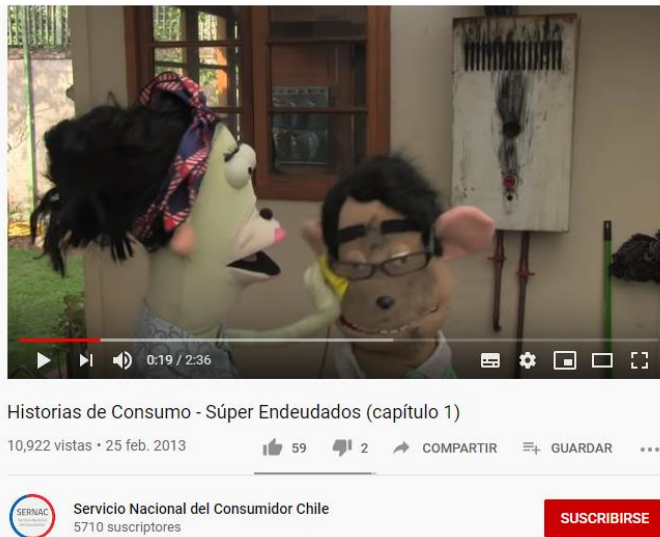 0:19 / 2:36
Historias de Consumo - Súper Endeudados (capítulo 1)
10,922 vistas • 25 feb. 2013 59 2 COMPARTIR GUARDAR
SERNAC
Servicio Nacional del Consumidor Chile
5710 suscriptores
SUSCRIBIRSE